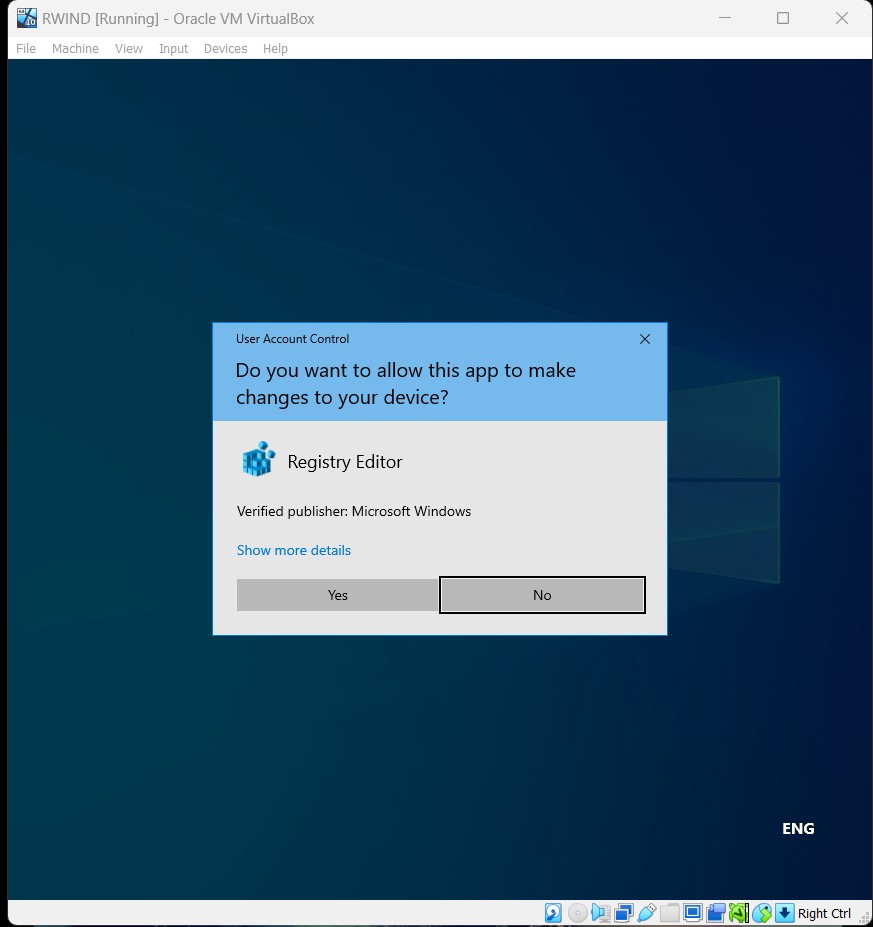 RWIND [Running] - Oracle VM VirtualBox
File Machine View Input Devices Help
User Account Control
Do you want to allow this app to make
changes to your device?
Registry Editor
Verified publisher: Microsoft Windows
Show more details
Yes No
ENG
Right Ctrl